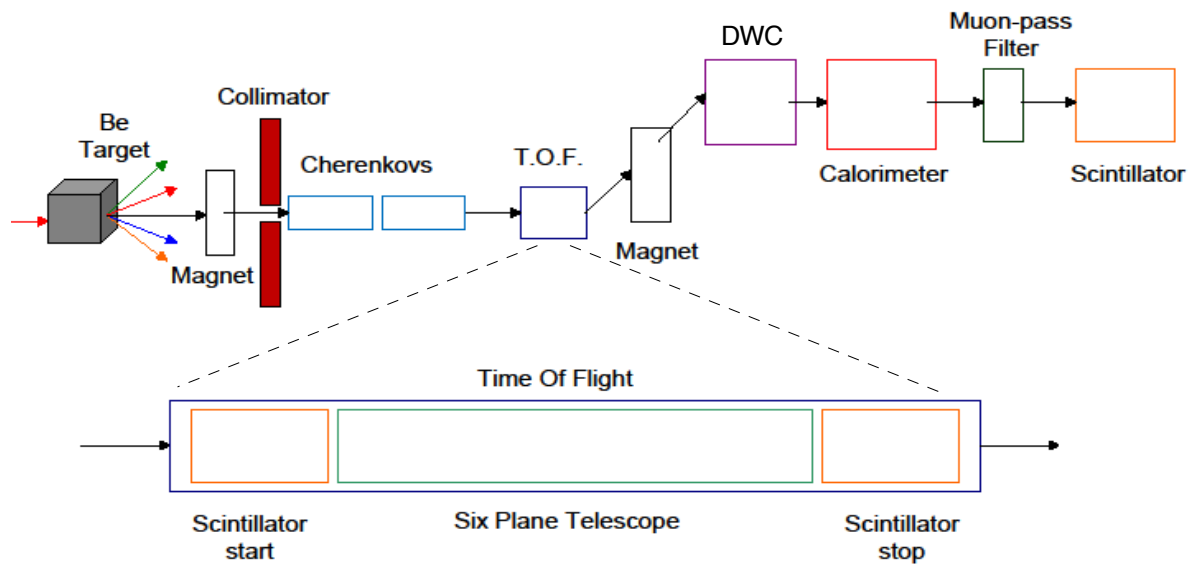 Be
Target
Magnet
Collimator
Cherenkovs
T.O.F.
Magnet
DWC
Calorimeter
Muon-pass
Filter
Scintillator
Time Of Flight
Scintillator
start
Six Plane Telescope
Scintillator
stop